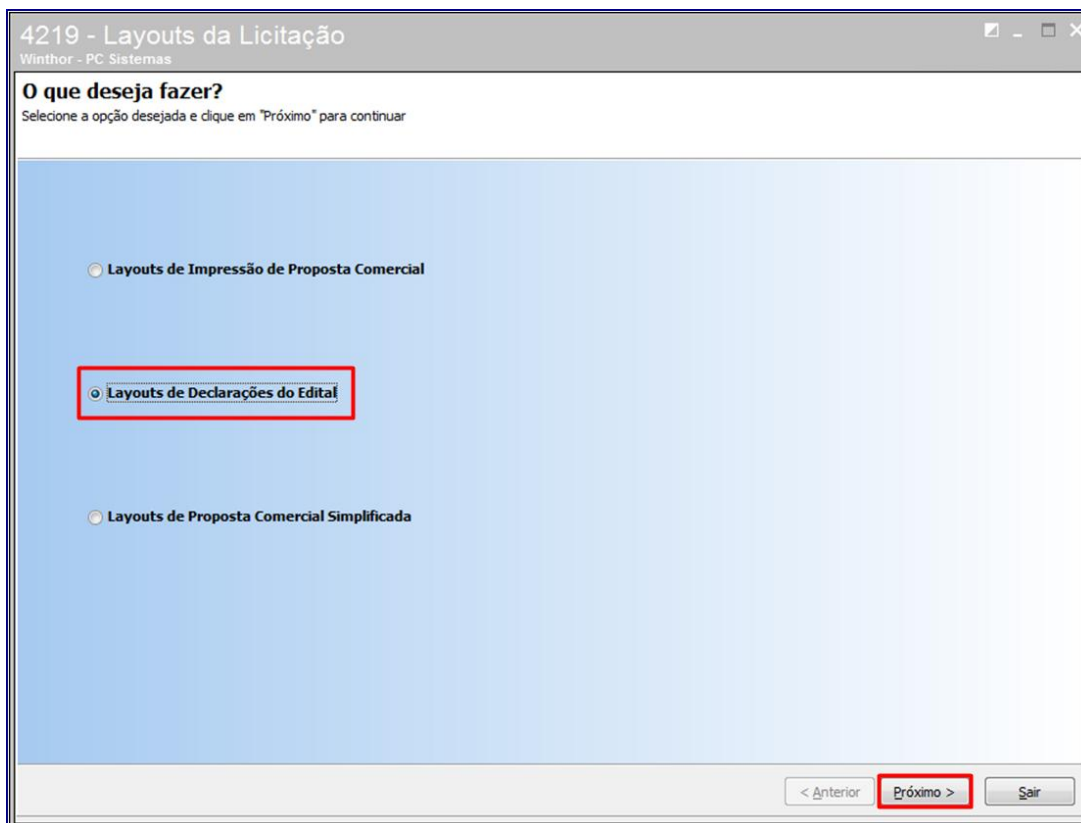 4219 - Layouts da Licitação
Winthor - PC Sistemas
O que deseja fazer?
Selecione a opção desejada e clique em "Próximo" para continuar
Layouts de Impressão de Proposta Comercial
Layouts de Declarações do Edital
Layouts de Proposta Comercial Simplificada
< Anterior
Próximo >
Sair